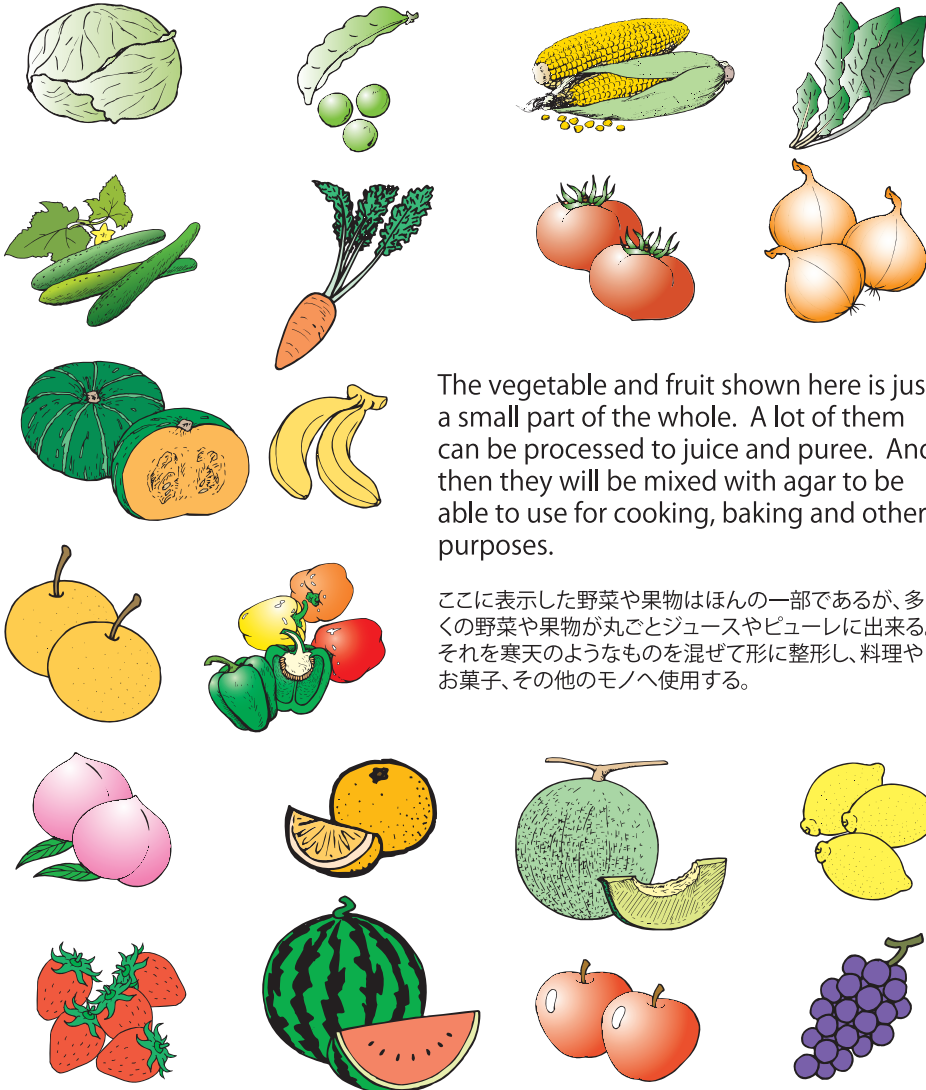 The vegetable and fruit shown here is jus
a small part of the whole. A lot of them
can be processed to juice and puree. And
then they will be mixed with agar to be
able to use for cooking, baking and other
purposes.
ここに表示した野菜や果物はほんの一部であるが、多
くの野菜や果物が丸ごとジュースやピューレに出来る。
それを寒天のようなものを混ぜて形に整形し、料理や
お菓子、その他のモノへ使用する。